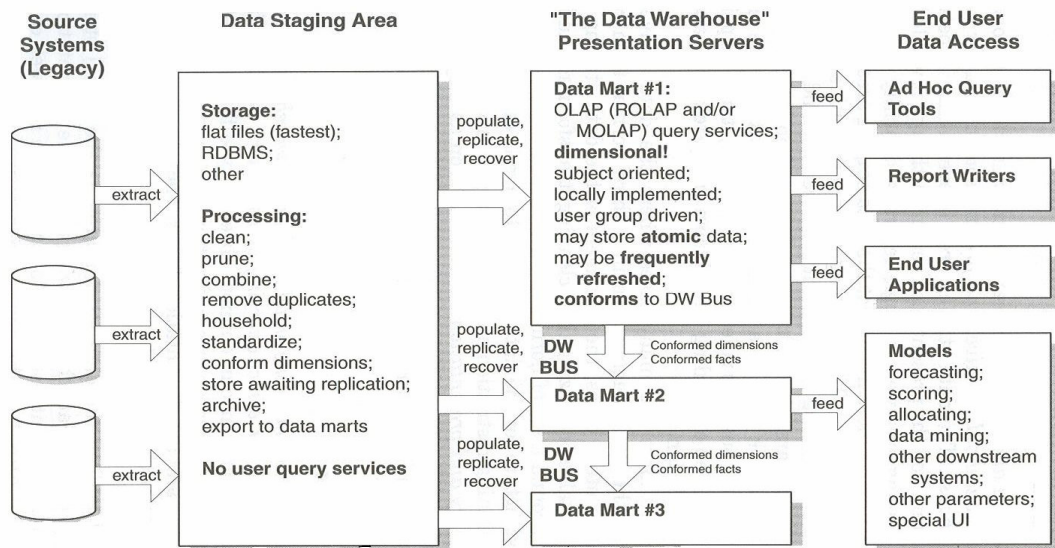 Source
Systems
(Legacy)
extract
extract
extract
Data Staging Area
Storage:
flat files (fastest);
RDBMS;
other
Processing:
clean;
prune;
combine;
remove duplicates;
household;
standardize;
conform dimensions;
store awaiting replication;
archive;
export to data marts
No user query services
populate,
replicate,
recover
populate,
replicate,
recover
populate,
replicate,
recover
"The Data Warehouse"
Presentation Servers
Data Mart #1:
OLAP (ROLAP and/or
MOLAP) query services;
dimensional!
subject oriented;
locally implemented;
user group driven;
may store atomic data;
may be frequently
refreshed;
conforms to DW Bus
DW
BUS
Conformed dimensions
Conformed facts
Data Mart #2
DW
BUS
Conformed dimensions
Conformed facts
Data Mart #3
feed
feed
feed
feed
End User
Data Access
Ad Hoc Query
Tools
Report Writers
End User
Applications
Models
forecasting;
scoring;
allocating;
data mining;
other downstream
systems;
other parameters;
special UI